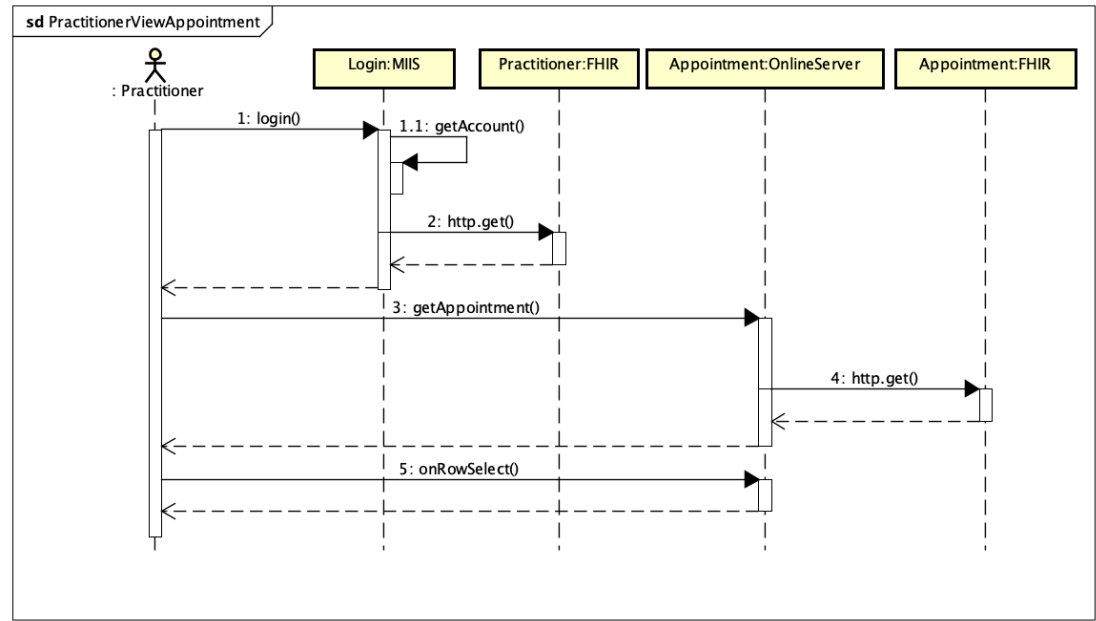 sd PractitionerViewAppointment
: Practitioner
Login:MIIS
Practitioner:FHIR
Appointment:OnlineServer
Appointment:FHIR
1: login()
1.1: getAccount()
2: http.get()
3: getAppointment()
4: http.get()
5: onRowSelect()